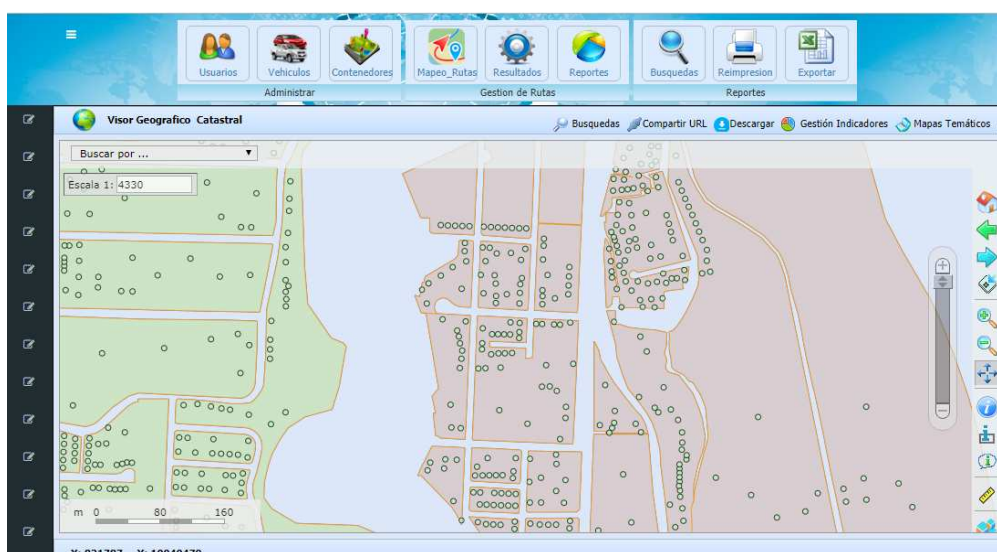 Usuarios Vehiculos Contenedores Mapeo_Rutas Resultados Reportes Busquedas Reimpresion Exportar
Administrar Gestion de Rutas Reportes
Visor Geografico Catastral Busquedas Compartir URL Descargar Gestión Indicadores Mapas Temáticos
Buscar por ...
Escala 1: 4330
m 0 80 160